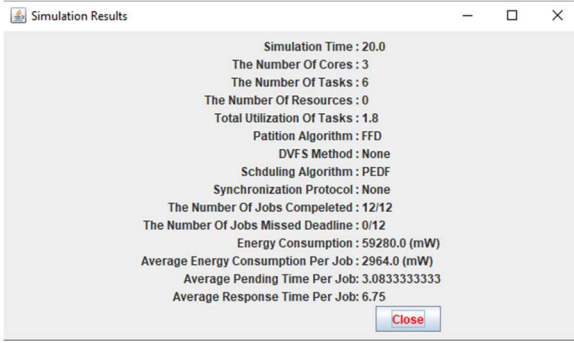 Simulation Results
Simulation Time : 20.0
The Number Of Cores : 3
The Number Of Tasks : 6
The Number Of Resources : 0
Total Utilization Of Tasks : 1.8
Patition Algorithm : FFD
DVFS Method : None
Schduling Algorithm : PEDF
Synchronization Protocol : None
The Number Of Jobs Compeleted : 12/12
The Number Of Jobs Missed Deadline : 0/12
Energy Consumption : 59280.0 (mW)
Average Energy Consumption Per Job : 2964.0 (mW)
Average Pending Time Per Job: 3.0833333333
Average Response Time Per Job: 6.75
Close